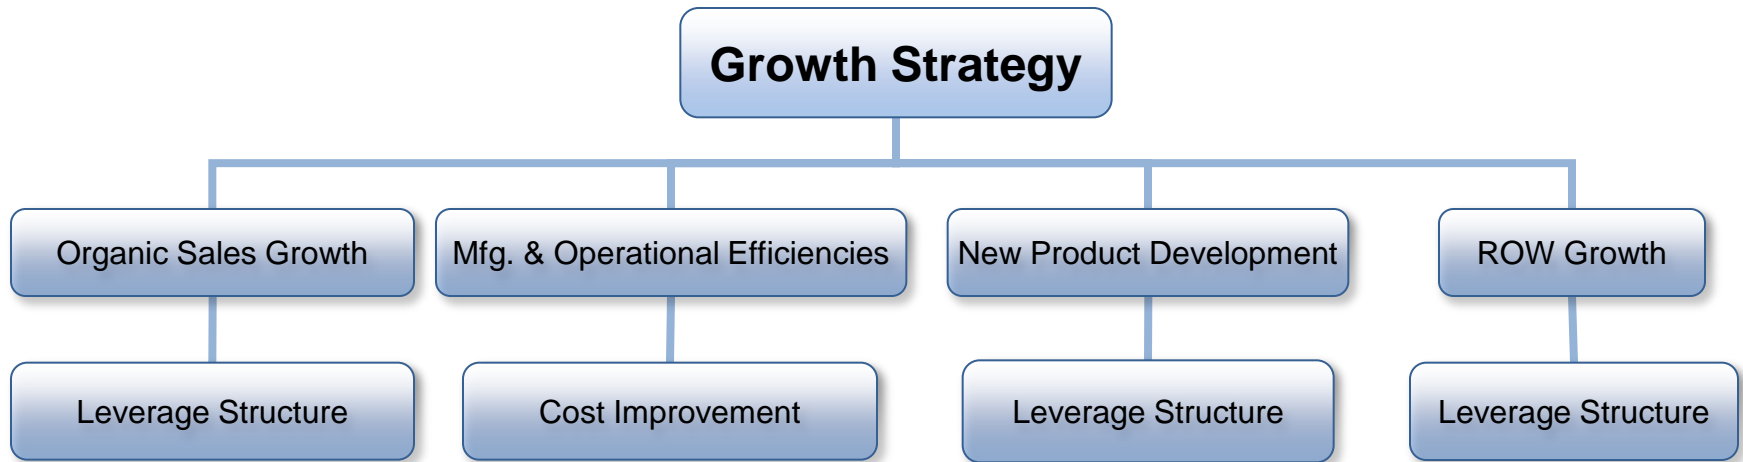 Growth Strategy
Organic Sales Growth
Mfg. & Operational Efficiencies
New Product Development
ROW Growth
Leverage Structure
Cost Improvement
Leverage Structure
Leverage Structure